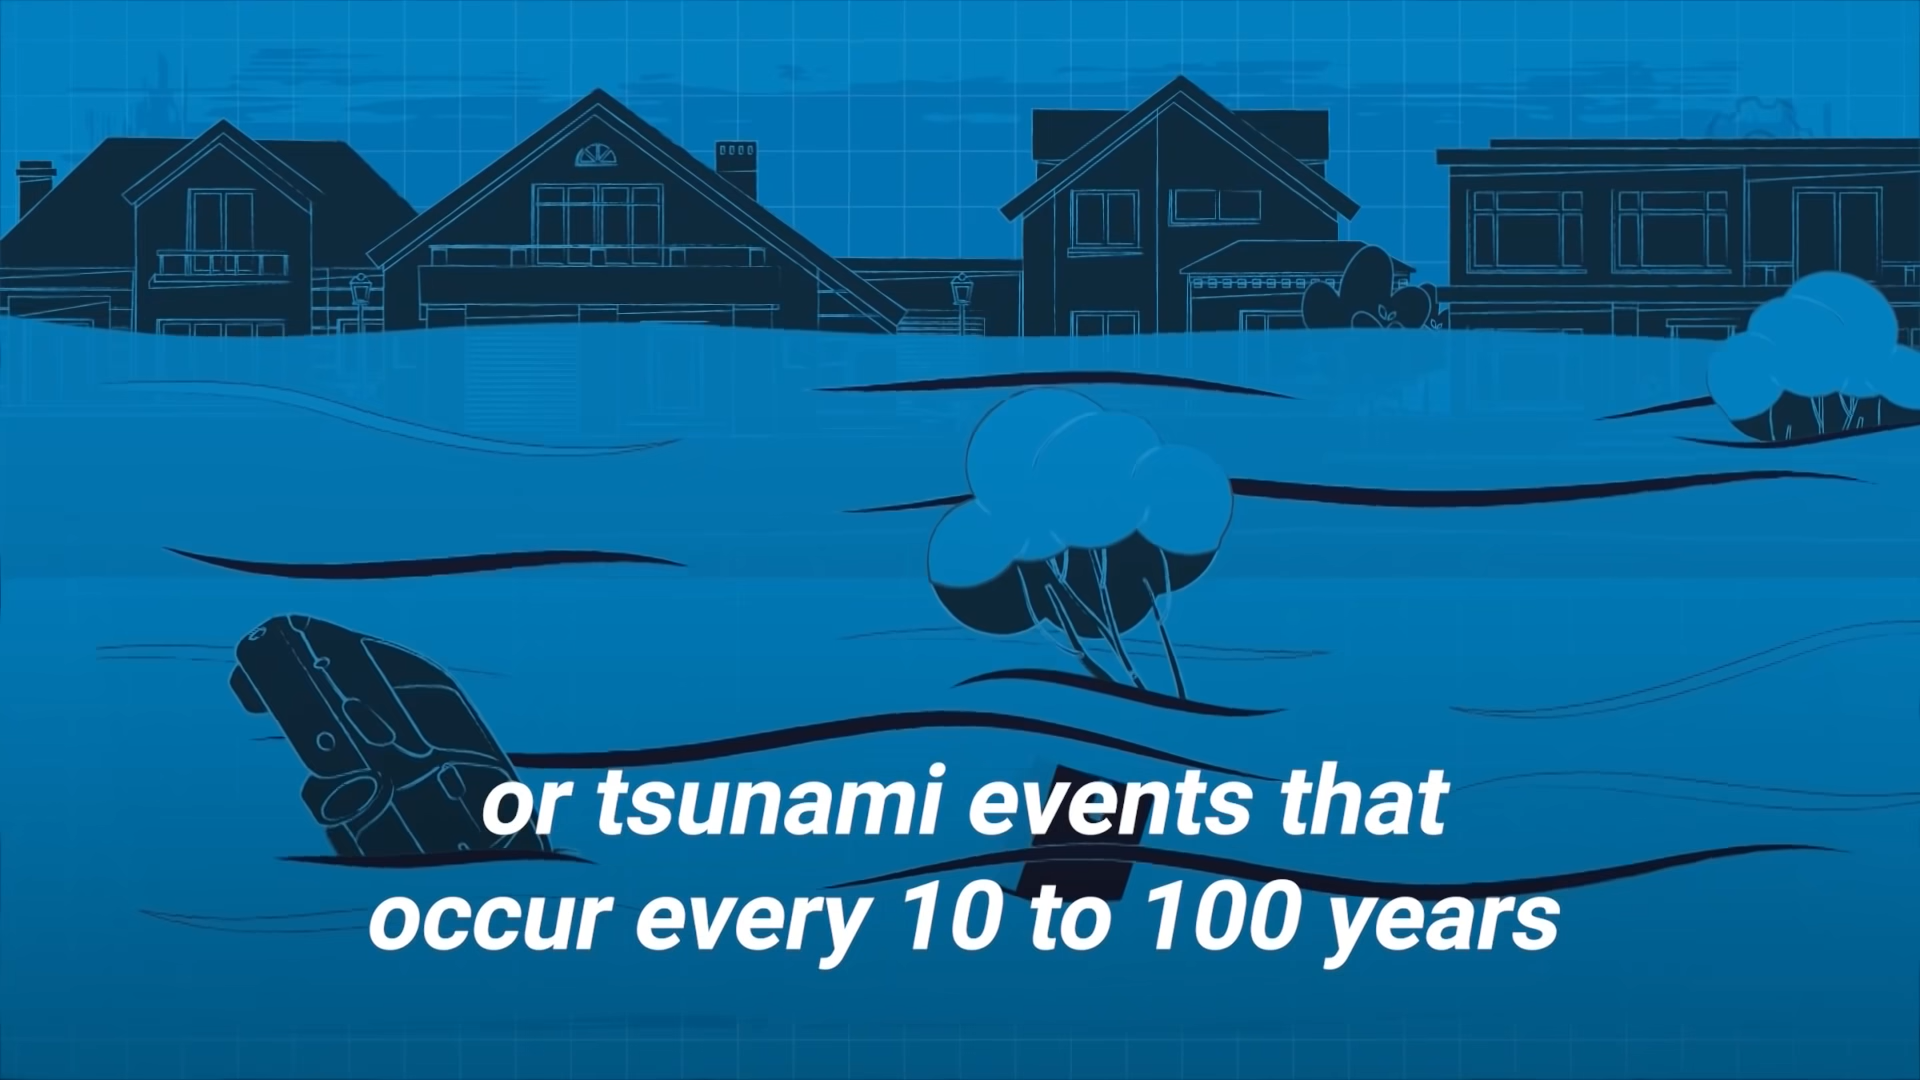 or tsunami events that
occur every 10 to 100 years